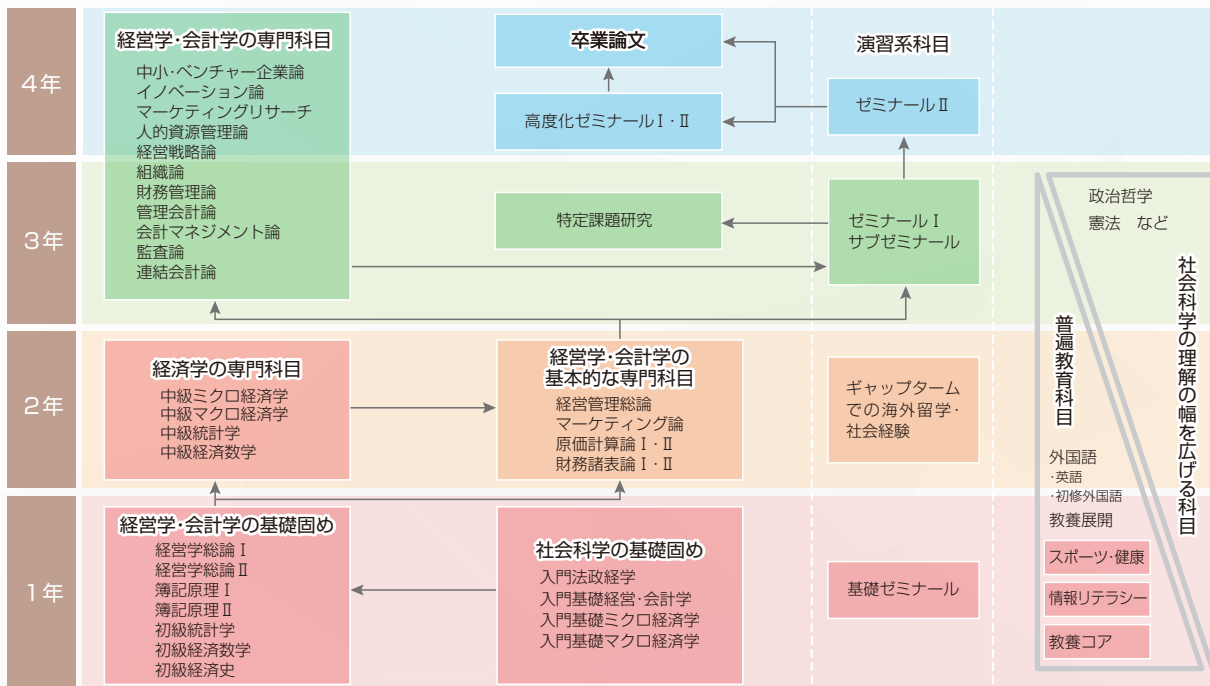 4年
経営学・会計学の専門科目
中小・ベンチャー企業論
イノベーション論
マーケティングリサーチ
人的資源管理論
経営戦略論
組織論
財務管理論
管理会計論
会計マネジメント論
監査論
連結会計論
卒業論文
高度化ゼミナールⅠ・Ⅱ
演習系科目
ゼミナールⅡ
3年
特定課題研究
ゼミナールⅠ
サブゼミナール
政治哲学
憲法　など
社会科学の理解の幅を広げる科目
普遍教育科目
2年
経済学の専門科目
中級ミクロ経済学
中級マクロ経済学
中級統計学
中級経済数学
経営学・会計学の
基本的な専門科目
経営管理総論
マーケティング論
原価計算論Ⅰ・Ⅱ
財務諸表論Ⅰ・Ⅱ
ギャップターム
での海外留学・
社会経験
外国語
・英語
・初修外国語
教養展開
スポーツ・健康
情報リテラシー
教養コア
1年
経営学・会計学の基礎固め
経営学総論Ⅰ
経営学総論Ⅱ
簿記原理Ⅰ
簿記原理Ⅱ
初級統計学
初級経済数学
初級経済史
社会科学の基礎固め
入門法政経学
入門基礎経営・会計学
入門基礎ミクロ経済学
入門基礎マクロ経済学
基礎ゼミナール